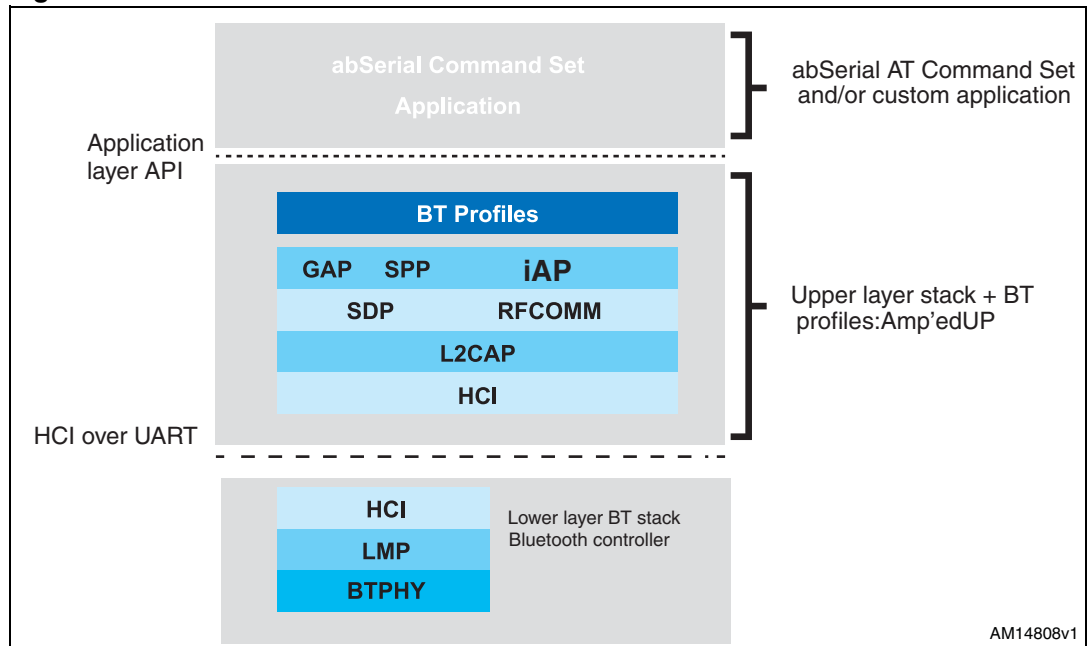 abSerial Command Set
Application
abSerial AT Command Set
and/or custom application
Application
layer API
BT Profiles
GAP SPP iAP
SDP RFCOMM
L2CAP
HCI
Upper layer stack + BT
profiles:Amp'edUP
HCI over UART
HCI
LMP
BTPHY
Lower layer BT stack
Bluetooth controller
AM14808v1